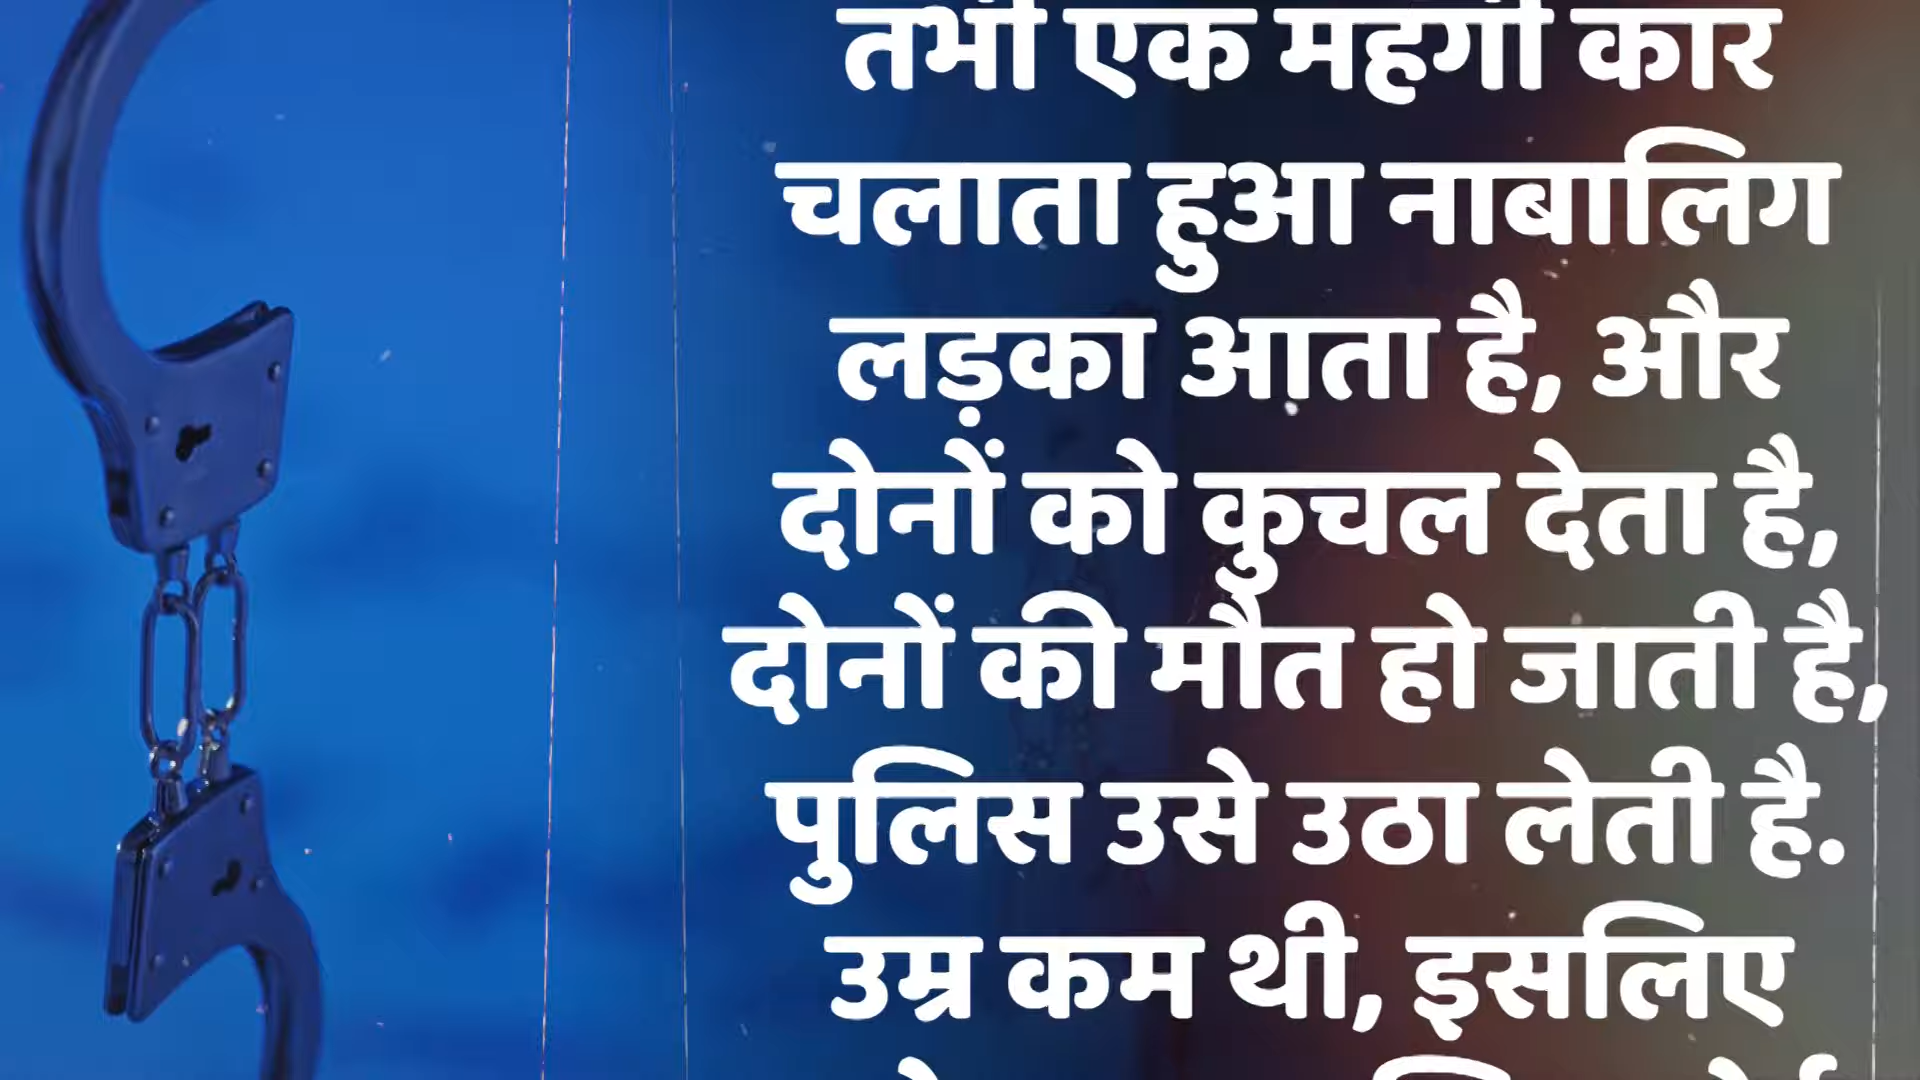 तभी एक महंगी कार
चलाता हुआ नाबालिग
लड़का आता है, और
दोनों को कुचल देता है,
दोनों की मौत हो जाती है,
पुलिस उसे उठा लेती है.
उम्र कम थी, इसलिए